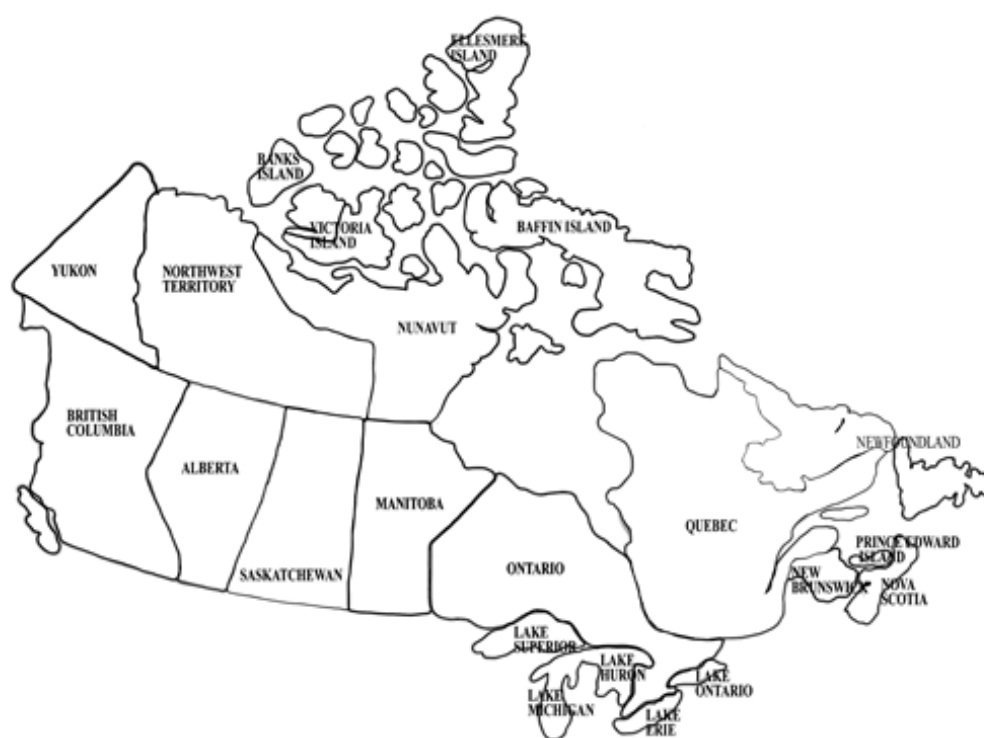 ELLESMERE
ISLAND
BANKS
ISLAND
VICTORIA
ISLAND
BAFFIN ISLAND
YUKON
NORTHWEST
TERRITORY
NUNAVUT
BRITISH
COLUMBIA
ALBERTA
SASKATCHEWAN
MANITOBA
ONTARIO
QUEBEC
NEWFOUNDLAND
PRINCE EDWARD
ISLAND
NEW
BRUNSWICK
NOVA
SCOTIA
LAKE
SUPERIOR
LAKE
HURON
LAKE
MICHIGAN
LAKE
ONTARIO
LAKE
ERIE